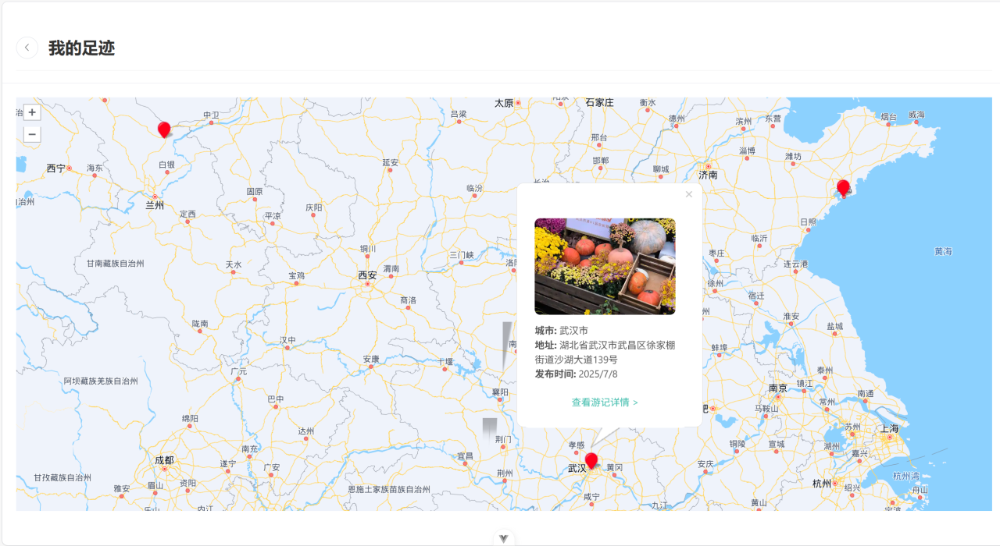 我的足迹
+
−
太原
石家庄
衡水
德州
滨州
东营
烟台
威海
中卫
吕梁
邢台
淄博
潍坊
西宁
海东
白银
延安
邯郸
聊城
济南
兰州
定西
固原
平凉
庆阳
临汾
日照
临沂
枣庄
连云港
黄海
甘南藏族自治州
天水
宝鸡
铜川
渭南
西安
三门峡
商洛
徐州
宿迁
淮安
盐城
陇南
汉中
安康
十堰
蚌埠
城市: 武汉市
地址: 湖北省武汉市武昌区徐家棚
街道沙湖大道139号
发布时间: 2025/7/8
查看游记详情 >
阿坝藏族羌族自治州
广元
巴中
襄阳
南京
镇江
泰州
常州
南通
马鞍山
绵阳
达州
荆门
孝感
铜陵
宣城
苏州
上海
湖州
嘉兴
成都
南充
遂宁
广安
宜昌
荆州
武汉
黄冈
安庆
杭州
杭州湾
绍兴
舟山
甘孜藏族自治州
雅安
眉山
资阳
恩施土家族苗族自治州
咸宁
九江
黄山
内江